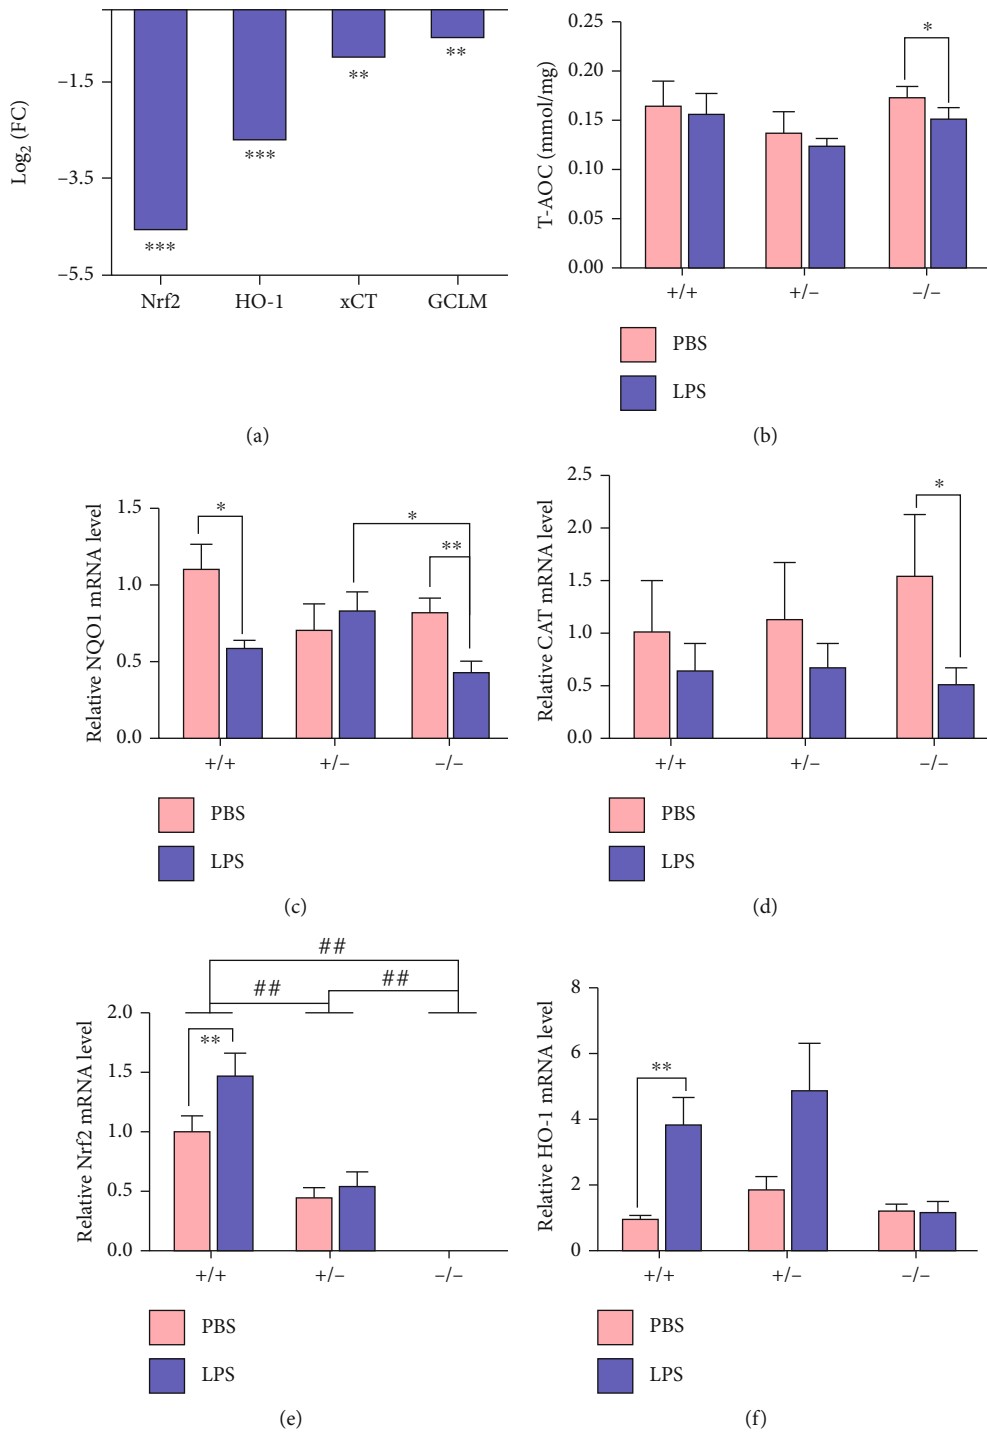 Log2 (FC)
−1.5
−3.5
−5.5
***
***
**
**
Nrf2 HO-1 xCT GCLM
(a)
T-AOC (mmol/mg)
0.25
0.20
0.15
0.10
0.05
0.00
*
+/+ +/− −/−
PBS
LPS
(b)
Relative NQO1 mRNA level
1.5
1.0
0.5
0.0
*
*
**
+/+ +/− −/−
PBS
LPS
(c)
Relative CAT mRNA level
2.5
2.0
1.5
1.0
0.5
0.0
*
+/+ +/− −/−
PBS
LPS
(d)
Relative Nrf2 mRNA level
2.0
1.5
1.0
0.5
0.0
##
##
##
**
+/+ +/− −/−
PBS
LPS
(e)
Relative HO-1 mRNA level
8
6
4
2
0
**
+/+ +/− −/−
PBS
LPS
(f)